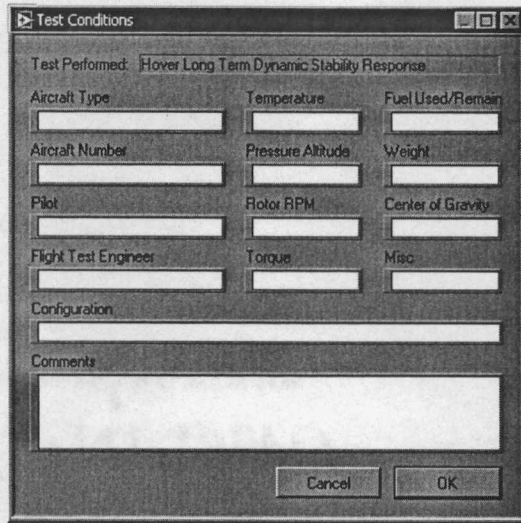 Test Conditions
Test Performed: Hover Long Term Dynamic Stability Response
Aircraft Type Temperature Fuel Used/Remain
Aircraft Number Pressure Altitude Weight
Pilot Rotor RPM Center of Gravity
Flight Test Engineer Torque Misc
Configuration
Comments
Cancel OK